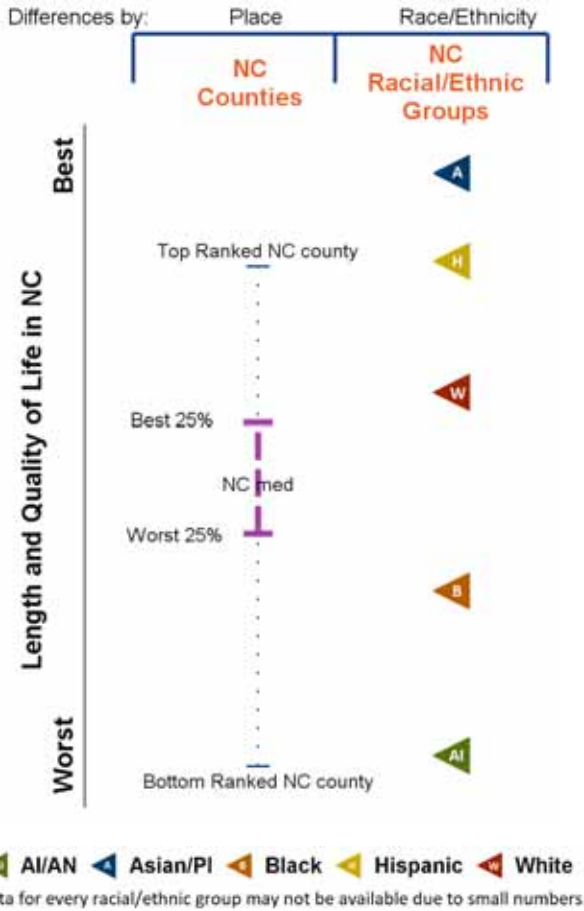 Differences by: Place Race/Ethnicity
NC
Counties
NC
Racial/Ethnic
Groups
Best
A
Top Ranked NC county
H
Length and Quality of Life in NC
W
Best 25%
NC med
Worst 25%
B
Worst
AI
Bottom Ranked NC county
AI/AN A Asian/PI B Black H Hispanic W White
ta for every racial/ethnic group may not be available due to small numbers